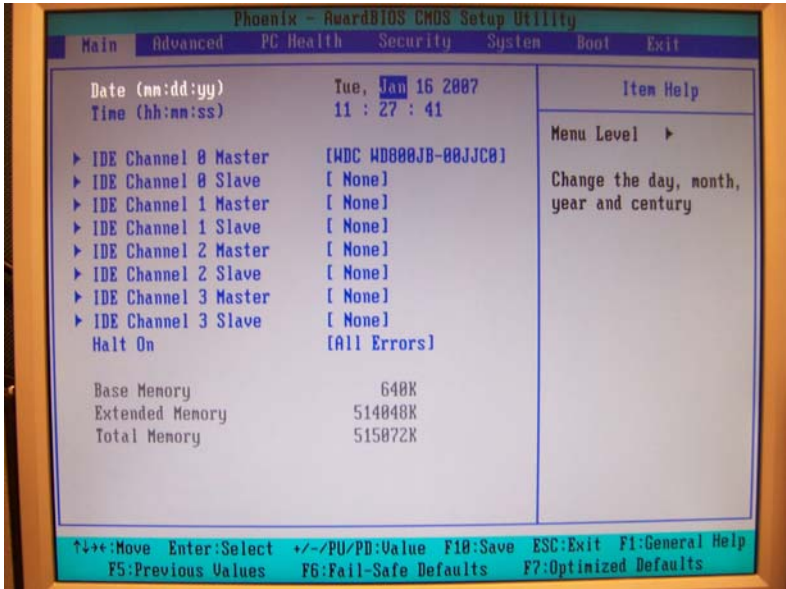 Phoenix - AwardBIOS CMOS Setup Utility
Main Advanced PC Health Security System Boot Exit
Date (mm:dd:yy) Tue, Jan 16 2007
Time (hh:mm:ss) 11 : 27 : 41
Item Help
Menu Level ▶
Change the day, month,
year and century
▶ IDE Channel 0 Master [WDC WD800JB-00JJC0]
▶ IDE Channel 0 Slave [ None]
▶ IDE Channel 1 Master [ None]
▶ IDE Channel 1 Slave [ None]
▶ IDE Channel 2 Master [ None]
▶ IDE Channel 2 Slave [ None]
▶ IDE Channel 3 Master [ None]
▶ IDE Channel 3 Slave [ None]
Halt On [All Errors]
Base Memory 640K
Extended Memory 514048K
Total Memory 515072K
↑↓→←:Move Enter:Select +/-/PU/PD:Value F10:Save ESC:Exit F1:General Help
F5:Previous Values F6:Fail-Safe Defaults F7:Optimized Defaults